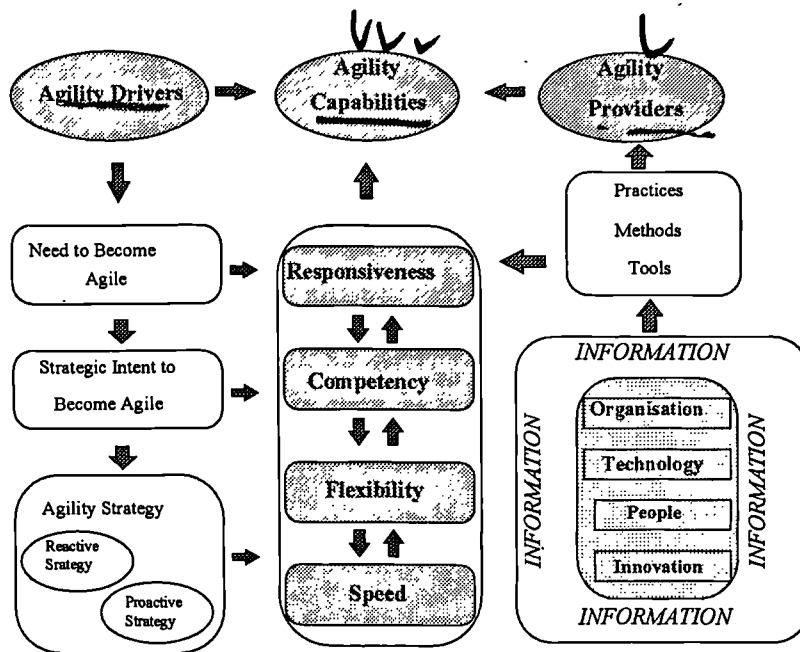 Agility Drivers
Agility
Capabilities
Agility
Providers
Need to Become
Agile
Strategic Intent to
Become Agile
Agility Strategy
Reactive
Srategy
Proactive
Strategy
Responsiveness
Competency
Flexibility
Speed
Practices
Methods
Tools
INFORMATION
INFORMATION
Organisation
Technology
People
Innovation
INFORMATION
INFORMATION